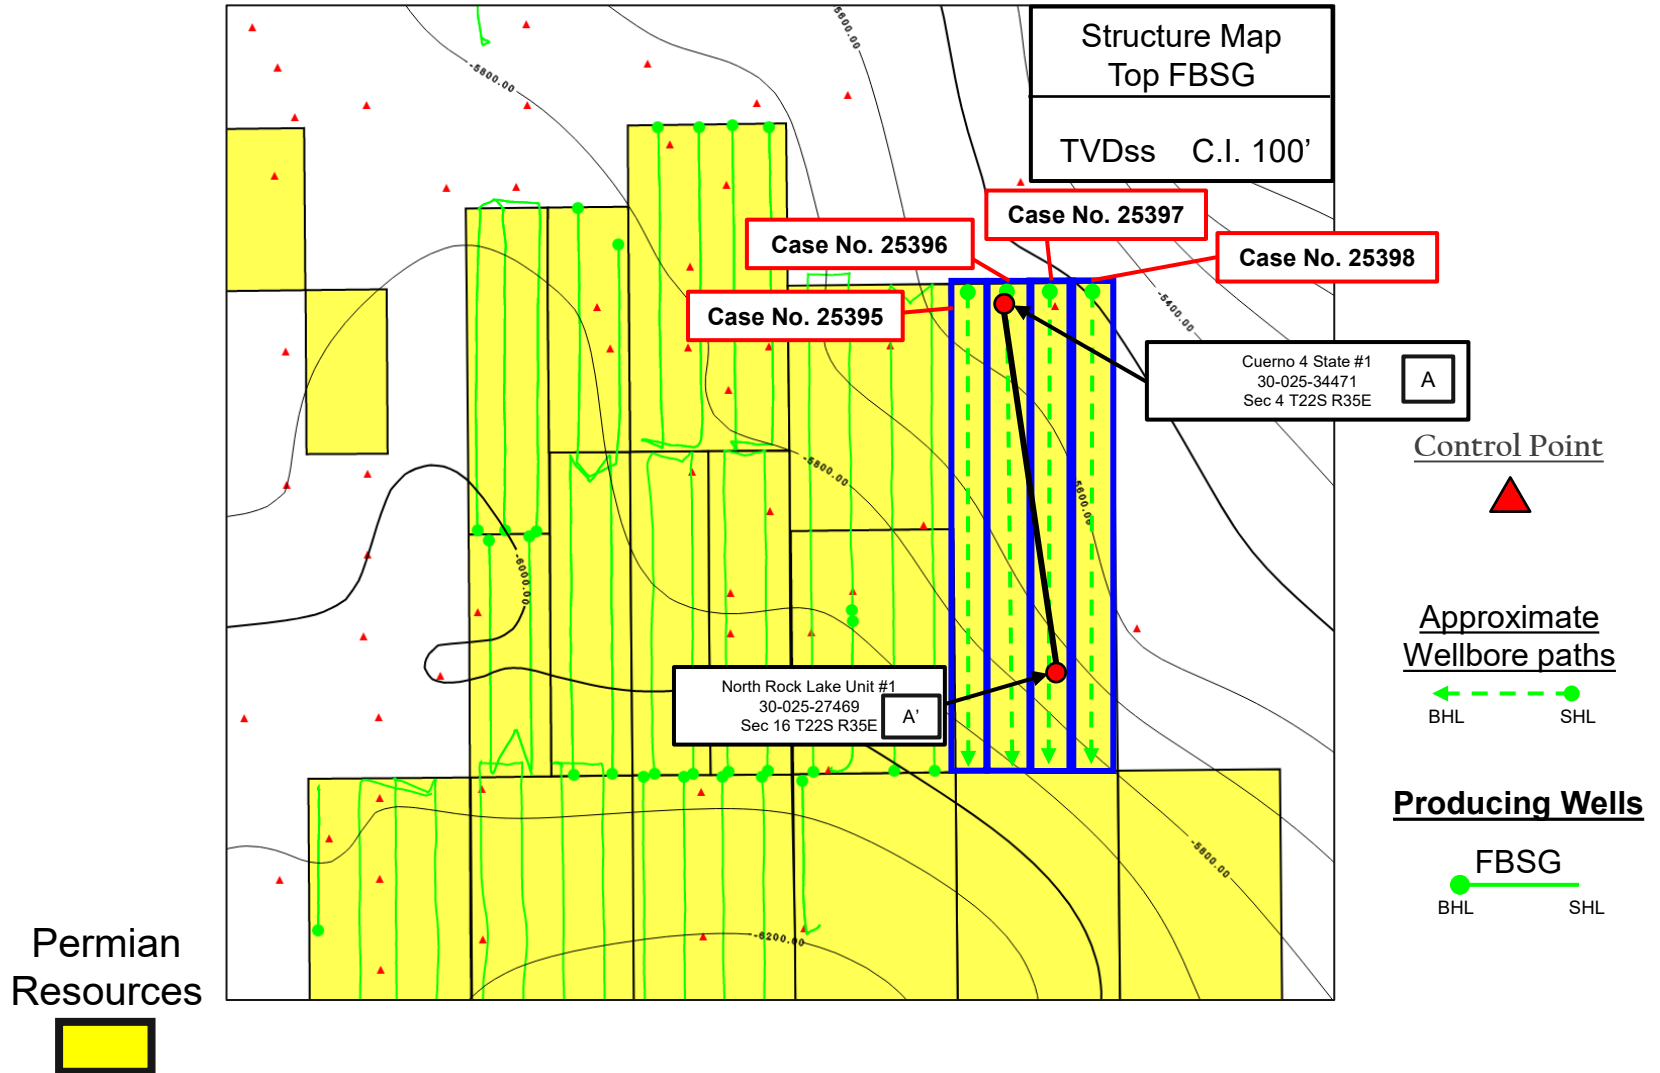 Structure Map
Top FBSG
TVDss C.I. 100’
-5800.00
-5600.00
Case No. 25397
Case No. 25396
Case No. 25398
Case No. 25395
-5400.00
Cuerno 4 State #1
30-025-34471
Sec 4 T22S R35E
A
Control Point
-5800.00
5600.00
-6000.00
Approximate
Wellbore paths
BHL SHL
North Rock Lake Unit #1
30-025-27469
Sec 16 T22S R35E
A’
Producing Wells
FBSG
BHL SHL
-5800.00
-6200.00
Permian
Resources